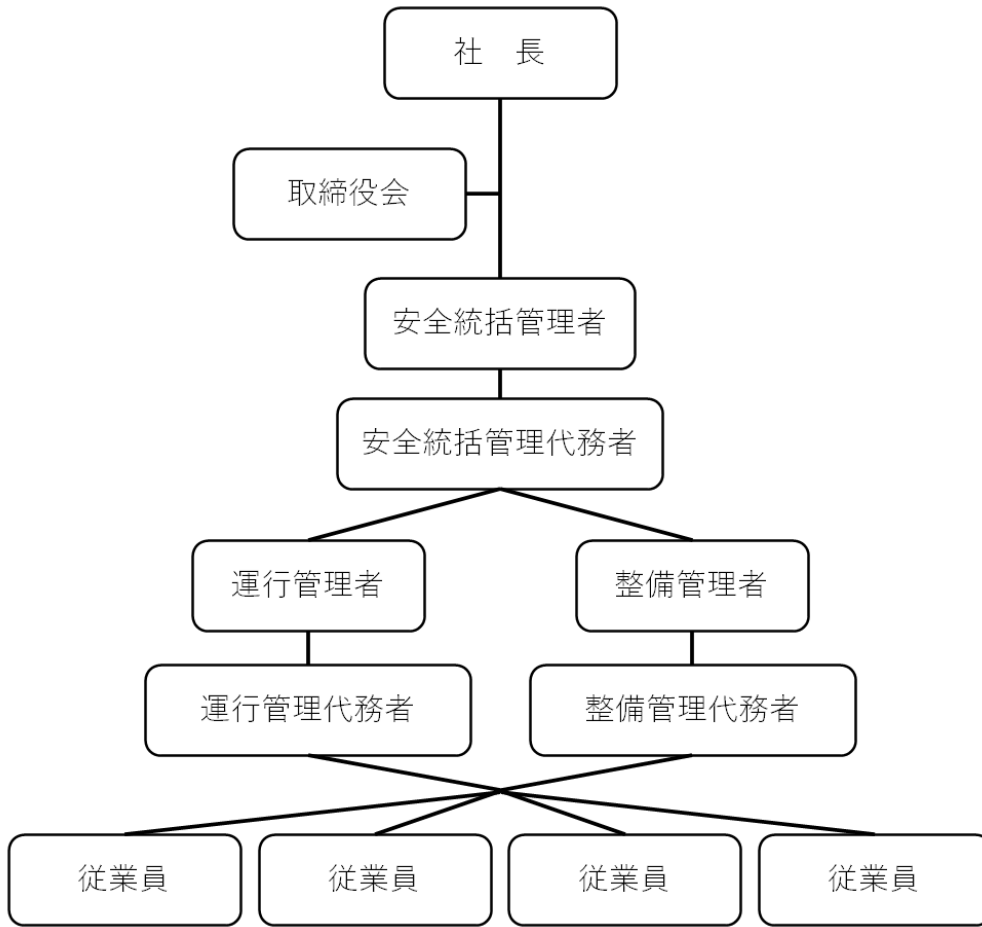 社　長
取締役会
安全統括管理者
安全統括管理代務者
運行管理者
整備管理者
運行管理代務者
整備管理代務者
従業員
従業員
従業員
従業員